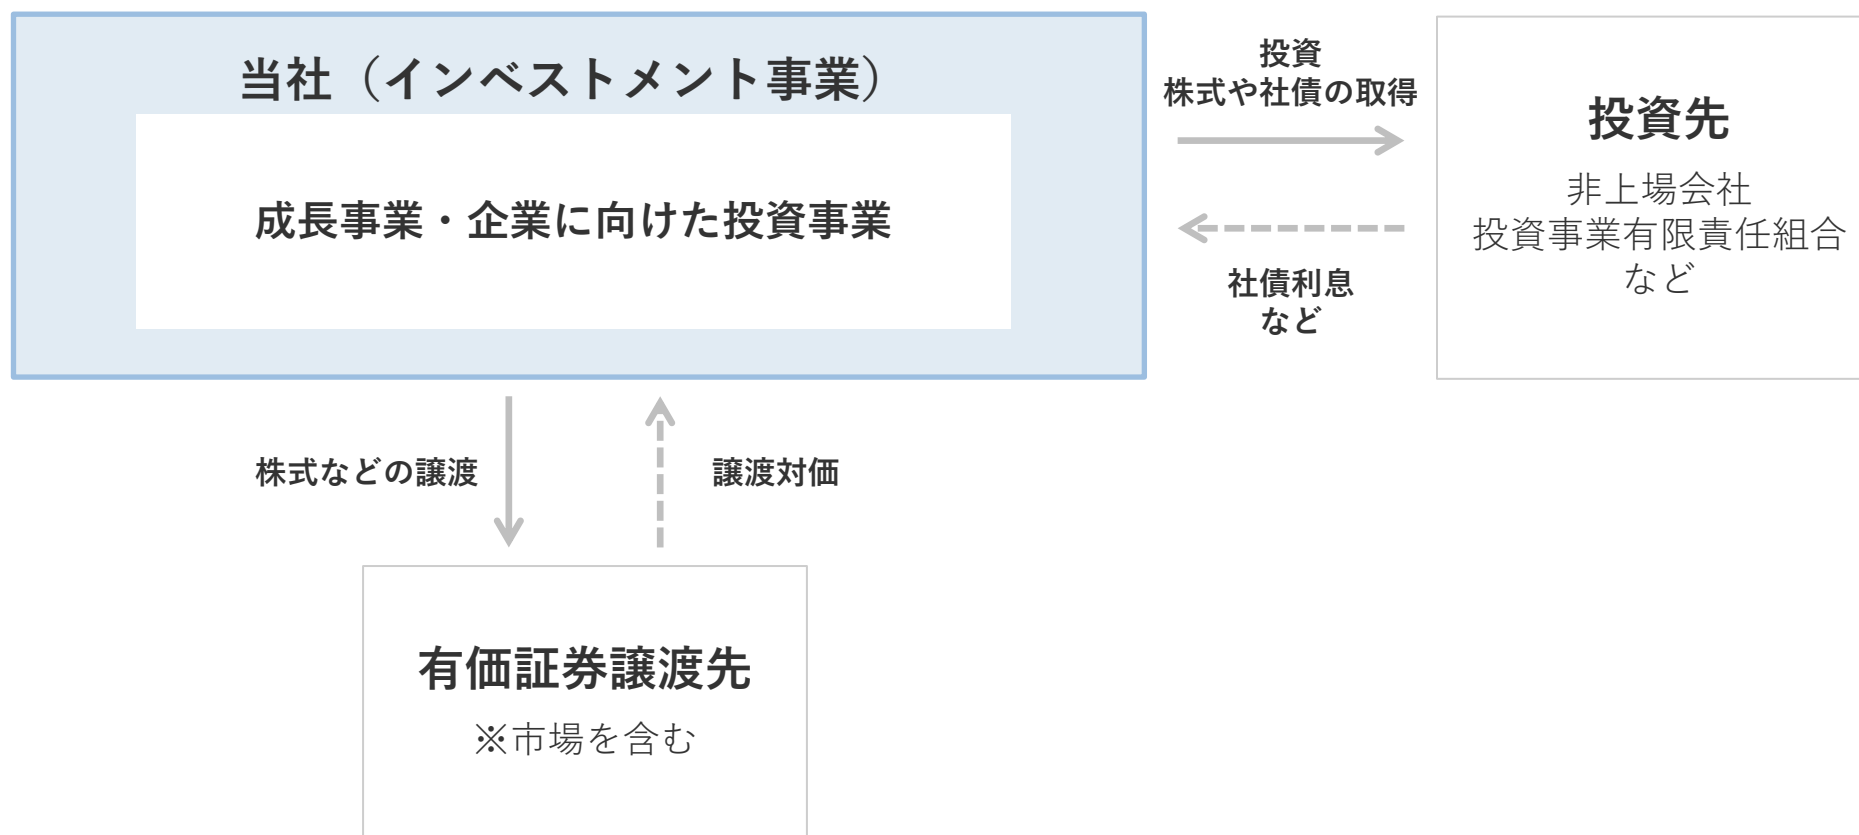 当社（インベストメント事業）
成長事業・企業に向けた投資事業
投資
株式や社債の取得
社債利息
など
投資先
非上場会社
投資事業有限責任組合
など
株式などの譲渡
譲渡対価
有価証券譲渡先
※市場を含む